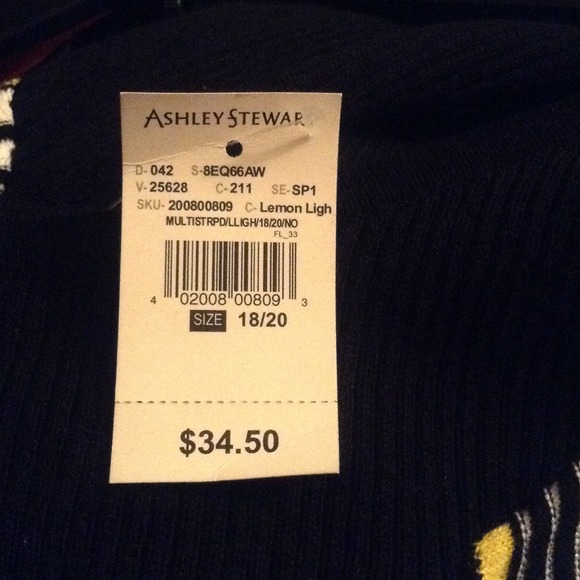 ASHLEY STEWAR
D- 042 S-8EQ66AW
V- 25628 C- 211 SE- SP1
SKU- 200800809 C- Lemon Ligh
MULTISTRPD/LLIGH/18/20/NO
FL_33
4 02008 00809 3
SIZE 18/20
$34.50